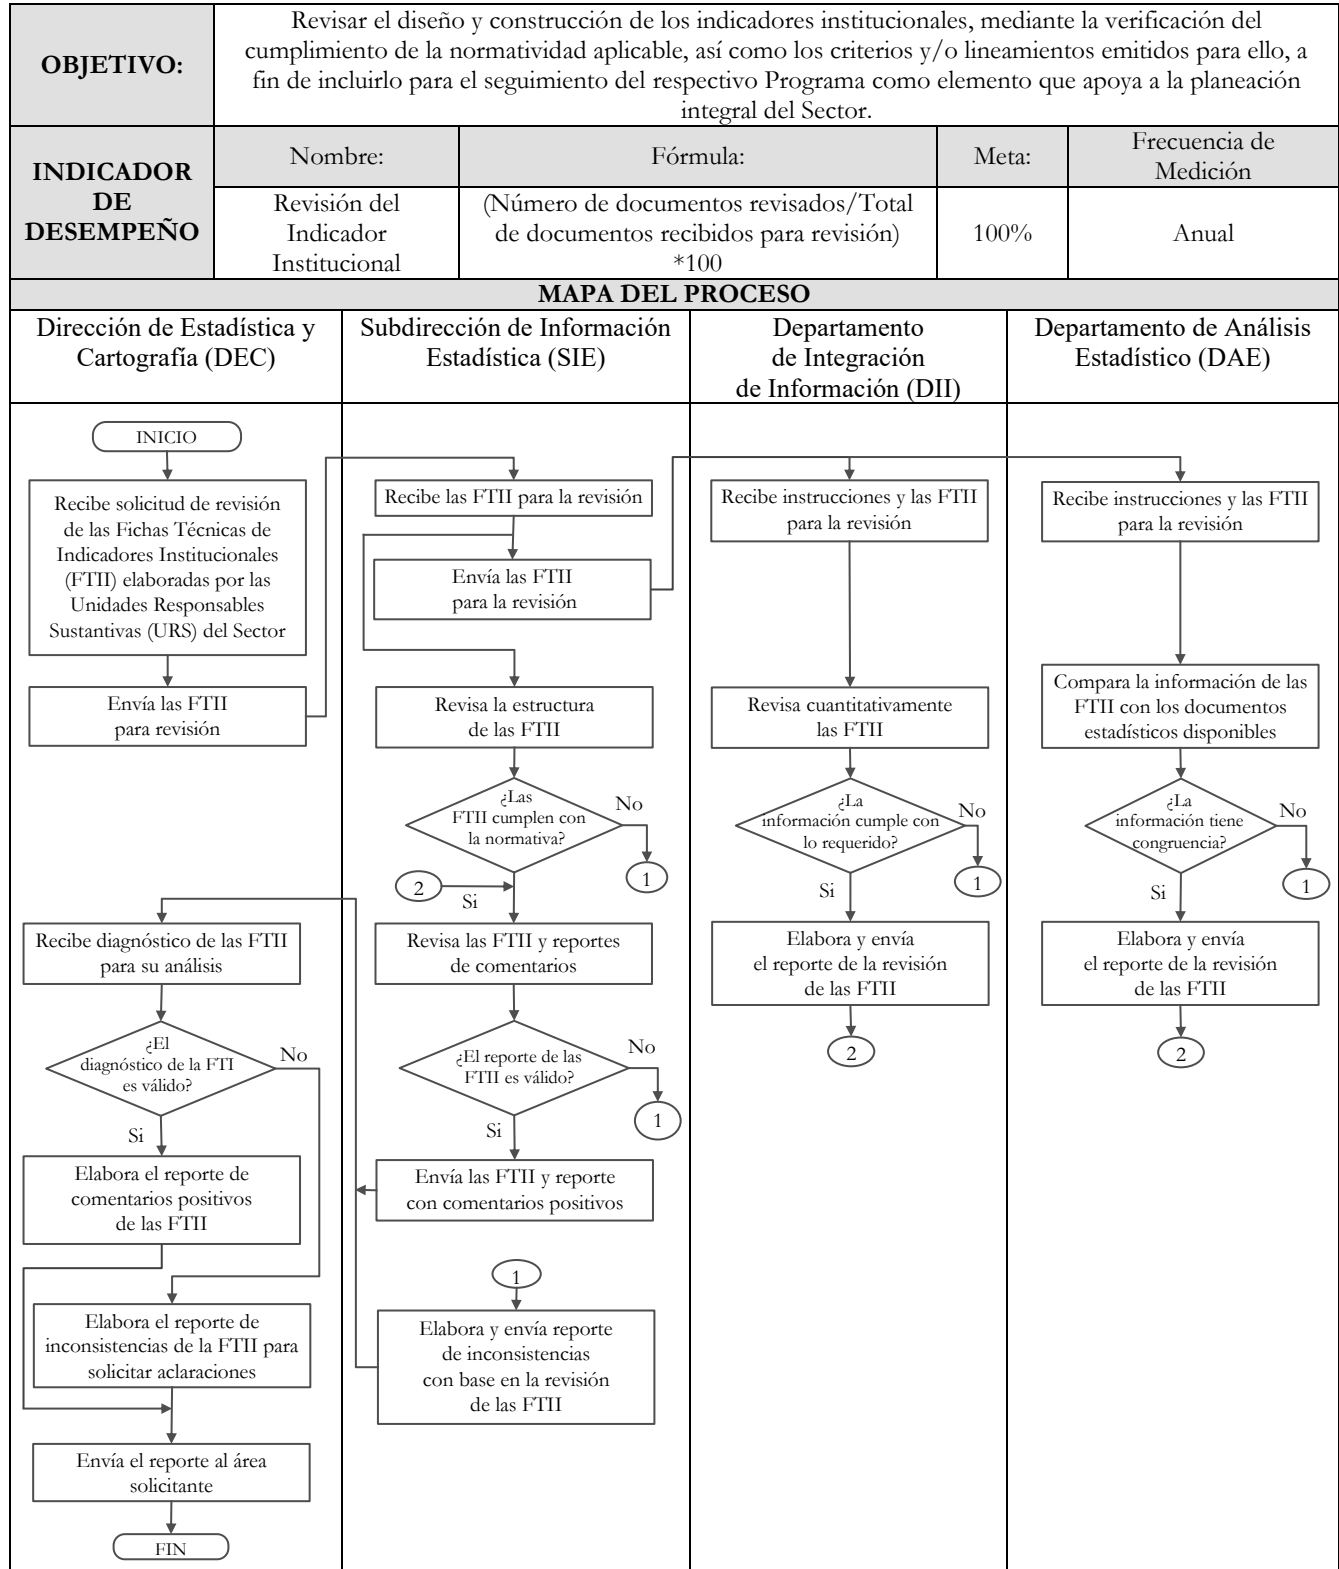 OBJETIVO:
Revisar el diseño y construcción de los indicadores institucionales, mediante la verificación del
cumplimiento de la normatividad aplicable, así como los criterios y/o lineamientos emitidos para ello, a
fin de incluirlo para el seguimiento del respectivo Programa como elemento que apoya a la planeación
integral del Sector.
INDICADOR
DE
DESEMPEÑO
Nombre:
Fórmula:
Meta:
Frecuencia de
Medición
Revisión del
Indicador
Institucional
(Número de documentos revisados/Total
de documentos recibidos para revisión)
*100
100%
Anual
MAPA DEL PROCESO
Dirección de Estadística y
Cartografía (DEC)
Subdirección de Información
Estadística (SIE)
Departamento
de Integración
de Información (DII)
Departamento de Análisis
Estadístico (DAE)
INICIO
Recibe solicitud de revisión
de las Fichas Técnicas de
Indicadores Institucionales
(FTII) elaboradas por las
Unidades Responsables
Sustantivas (URS) del Sector
Envía las FTII
para revisión
Recibe diagnóstico de las FTII
para su análisis
¿El
diagnóstico de la FTI
es válido?
No
Si
Elabora el reporte de
comentarios positivos
de las FTII
Elabora el reporte de
inconsistencias de la FTII para
solicitar aclaraciones
Envía el reporte al área
solicitante
FIN
Recibe las FTII para la revisión
Envía las FTII
para la revisión
Revisa la estructura
de las FTII
¿Las
FTII cumplen con
la normativa?
No
1
2
Si
Revisa las FTII y reportes
de comentarios
¿El reporte de las
FTII es válido?
No
1
Si
Envía las FTII y reporte
con comentarios positivos
1
Elabora y envía reporte
de inconsistencias
con base en la revisión
de las FTII
Recibe instrucciones y las FTII
para la revisión
Revisa cuantitativamente
las FTII
¿La
información cumple con
lo requerido?
No
1
Si
Elabora y envía
el reporte de la revisión
de las FTII
2
Recibe instrucciones y las FTII
para la revisión
Compara la información de las
FTII con los documentos
estadísticos disponibles
¿La
información tiene
congruencia?
No
1
Si
Elabora y envía
el reporte de la revisión
de las FTII
2